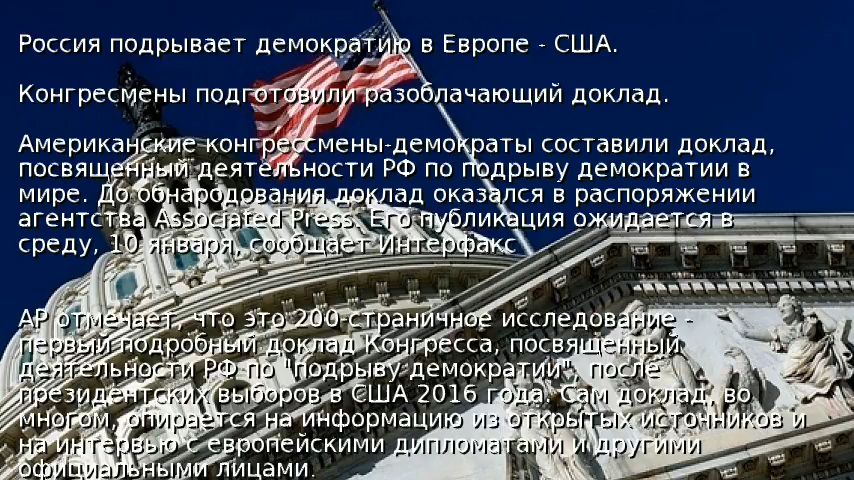 Россия подрывает демократию в Европе - США.
Конгресмены подготовили разоблачающий доклад.
Американские конгрессмены-демократы составили доклад,
посвященный деятельности РФ по подрыву демократии в
мире. До обнародования доклад оказался в распоряжении
агентства Associated Press. Его публикация ожидается в
среду, 10 января, сообщает Интерфакс
АР отмечает, что это 200-страничное исследование -
первый подробный доклад Конгресса, посвященный
деятельности РФ по "подрыву демократии", после
президентских выборов в США 2016 года. Сам доклад, во
многом, опирается на информацию из открытых источников и
на интервью с европейскими дипломатами и другими
официальными лицами.